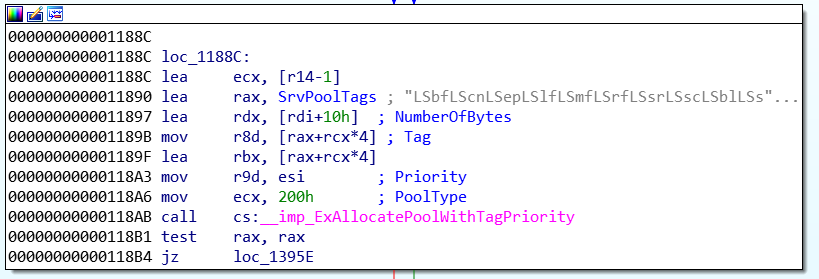 000000000001188C
000000000001188C loc_1188C:
000000000001188C lea ecx, [r14-1]
0000000000011890 lea rax, SrvPoolTags ; "LSbfLScnLSepLSlfLSmfLSrfLSsrLSscLSblLSs"...
0000000000011897 lea rdx, [rdi+10h] ; NumberOfBytes
000000000001189B mov r8d, [rax+rcx*4] ; Tag
000000000001189F lea rbx, [rax+rcx*4]
00000000000118A3 mov r9d, esi ; Priority
00000000000118A6 mov ecx, 200h ; PoolType
00000000000118AB call cs:__imp_ExAllocatePoolWithTagPriority
00000000000118B1 test rax, rax
00000000000118B4 jz loc_1395E